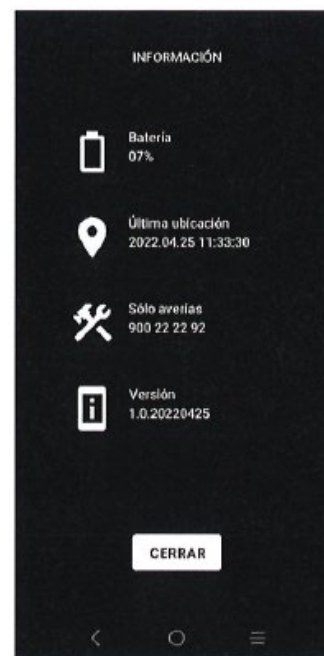 INFORMACIÓN
Batería
07%
Última ubicación
2022.04.25 11:33:30
Sólo averías
900 22 22 92
Versión
1.0.20220425
CERRAR